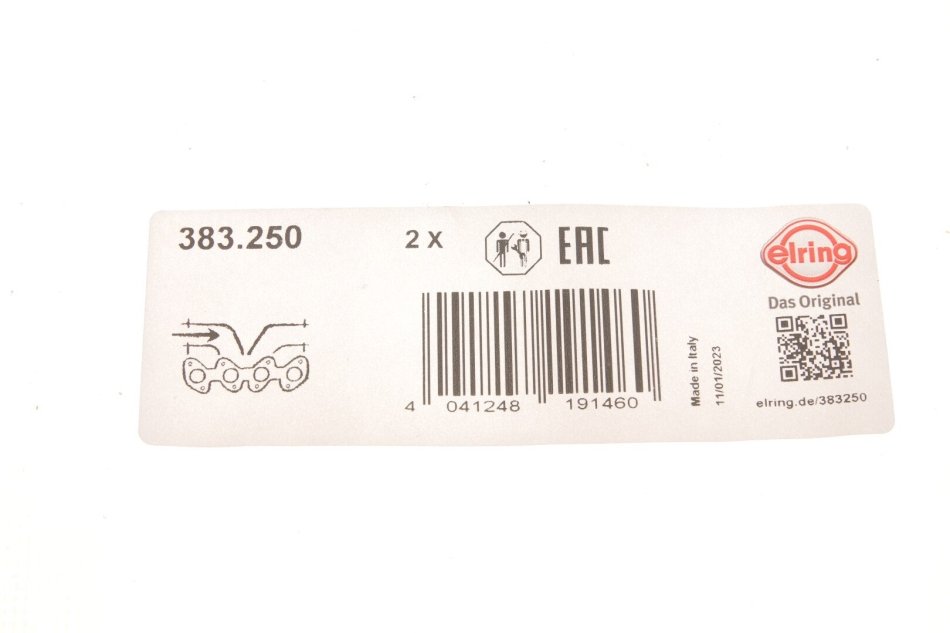 383.250
2 X
EAC
elring
Das Original
4 041248 191460
Made in Italy
11/01/2023
elring.de/383250